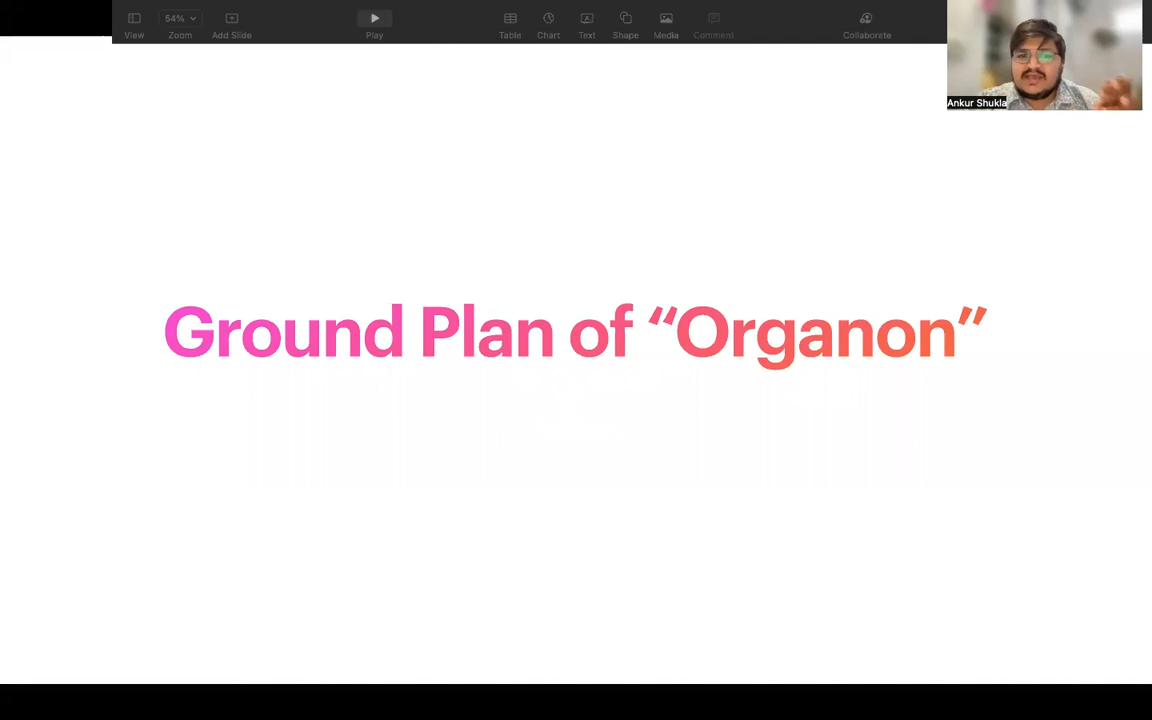 54%
View
Zoom
Add Slide
Play
Table
Chart
Text
Shape
Media
Comment
Collaborate
Ankur Shukla
Ground Plan of “Organon”